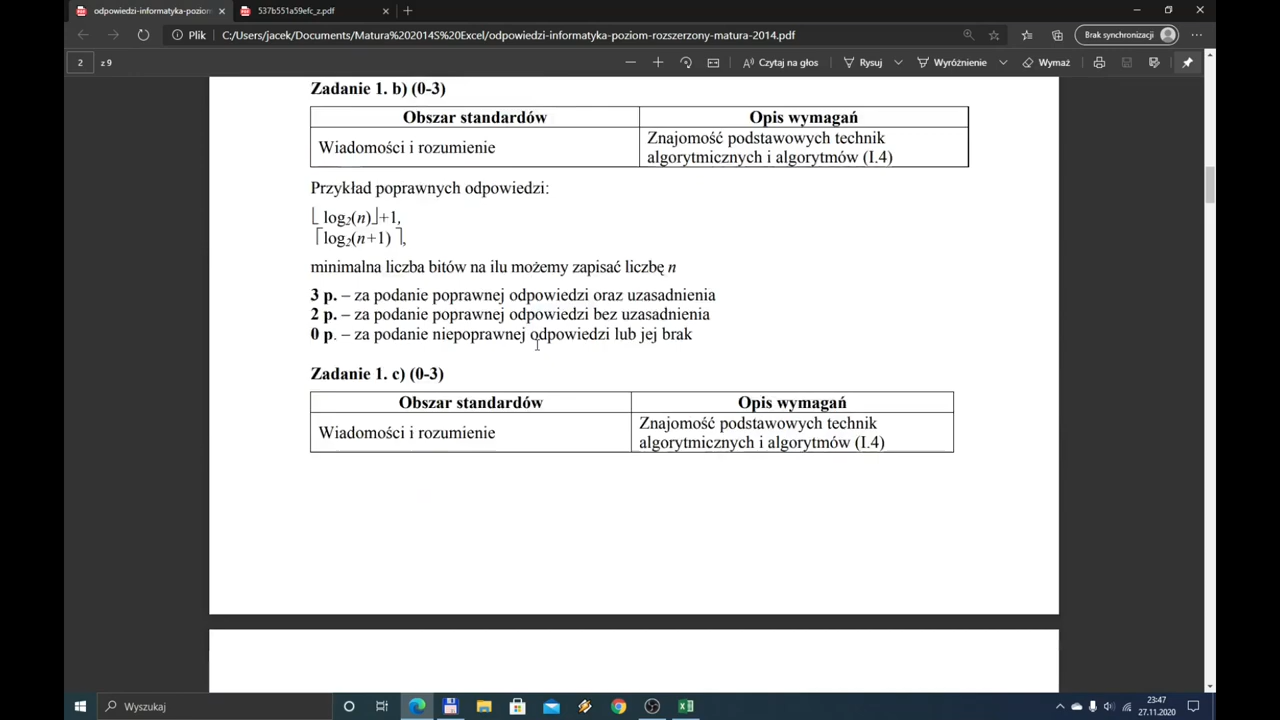 odpowiedzi-informatyka-poziom
537b551a59efc_z.pdf
Plik
C:/Users/jacek/Documents/Matura%202014S%20Excel/odpowiedzi-informatyka-poziom-rozszerzony-matura-2014.pdf
Brak synchronizacji
2
z 9
Czytaj na głos
Rysuj
Wyróżnienie
Wymaż
Zadanie 1. b) (0-3)
Obszar standardów
Opis wymagań
Wiadomości i rozumienie
Znajomość podstawowych technik
algorytmicznych i algorytmów (I.4)
Przykład poprawnych odpowiedzi:
⌊ log₂(n)⌋+1,
⌈log₂(n+1) ⌉,
minimalna liczba bitów na ilu możemy zapisać liczbę n
3 p. – za podanie poprawnej odpowiedzi oraz uzasadnienia
2 p. – za podanie poprawnej odpowiedzi bez uzasadnienia
0 p. – za podanie niepoprawnej odpowiedzi lub jej brak
Zadanie 1. c) (0-3)
Obszar standardów
Opis wymagań
Wiadomości i rozumienie
Znajomość podstawowych technik
algorytmicznych i algorytmów (I.4)
Wyszukaj
23:47
27.11.2020